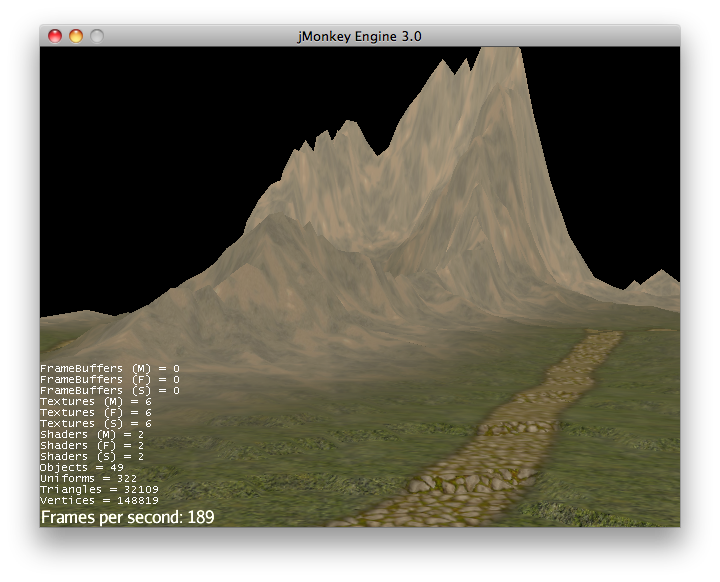 jMonkey Engine 3.0
FrameBuffers (M) = 0
FrameBuffers (F) = 0
FrameBuffers (S) = 0
Textures (M) = 6
Textures (F) = 6
Textures (S) = 6
Shaders (M) = 2
Shaders (F) = 2
Shaders (S) = 2
Objects = 49
Uniforms = 322
Triangles = 32109
Vertices = 148819
Frames per second: 189